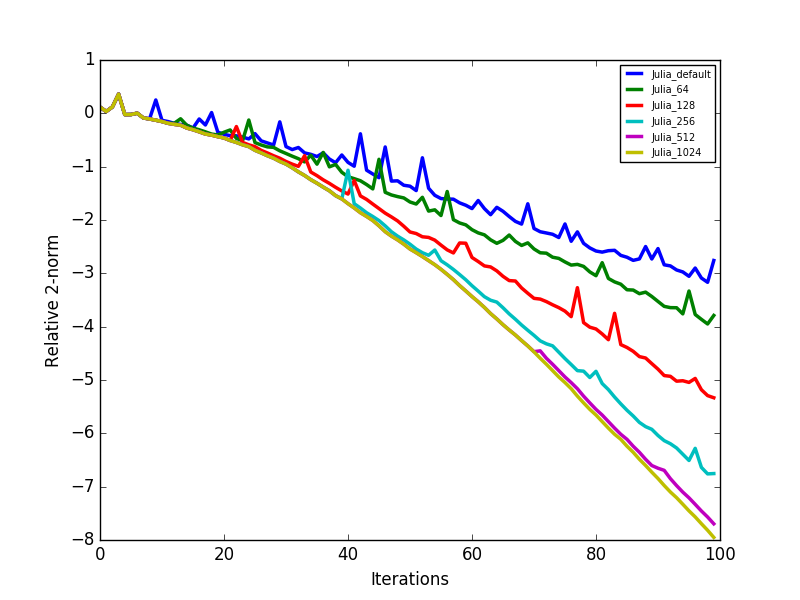 1
0
−1
−2
−3
−4
−5
−6
−7
−8
Relative 2-norm
0 20 40 60 80 100
Iterations
Julia_default
Julia_64
Julia_128
Julia_256
Julia_512
Julia_1024